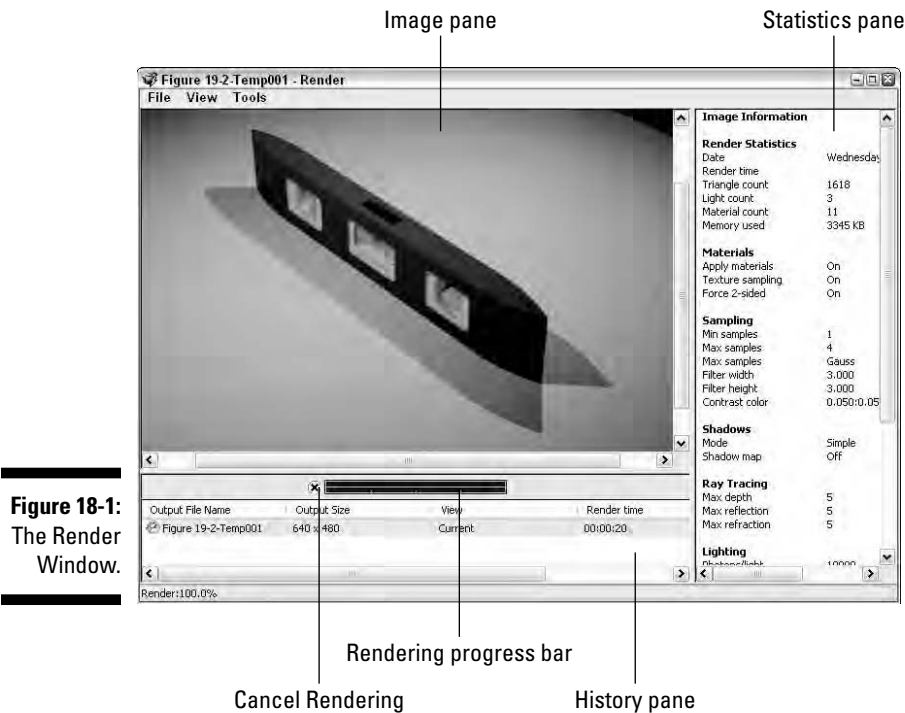 Image pane
Statistics pane
Figure 19-2-Temp001 - Render
File View Tools
Image Information
Render Statistics
Date Wednesday
Render time
Triangle count 1618
Light count 3
Material count 11
Memory used 3345 KB
Materials
Apply materials On
Texture sampling On
Force 2-sided On
Sampling
Min samples 1
Max samples 4
Max samples Gauss
Filter width 3.000
Filter height 3.000
Contrast color 0.050:0.05
Shadows
Mode Simple
Shadow map Off
Ray Tracing
Max depth 5
Max reflection 5
Max refraction 5
Lighting
Photons/light 10000
Output File Name Output Size View Render time
Figure 19-2-Temp001 640 x 480 Current 00:00:20
Render:100.0%
Figure 18-1:
The Render
Window.
Rendering progress bar
Cancel Rendering
History pane